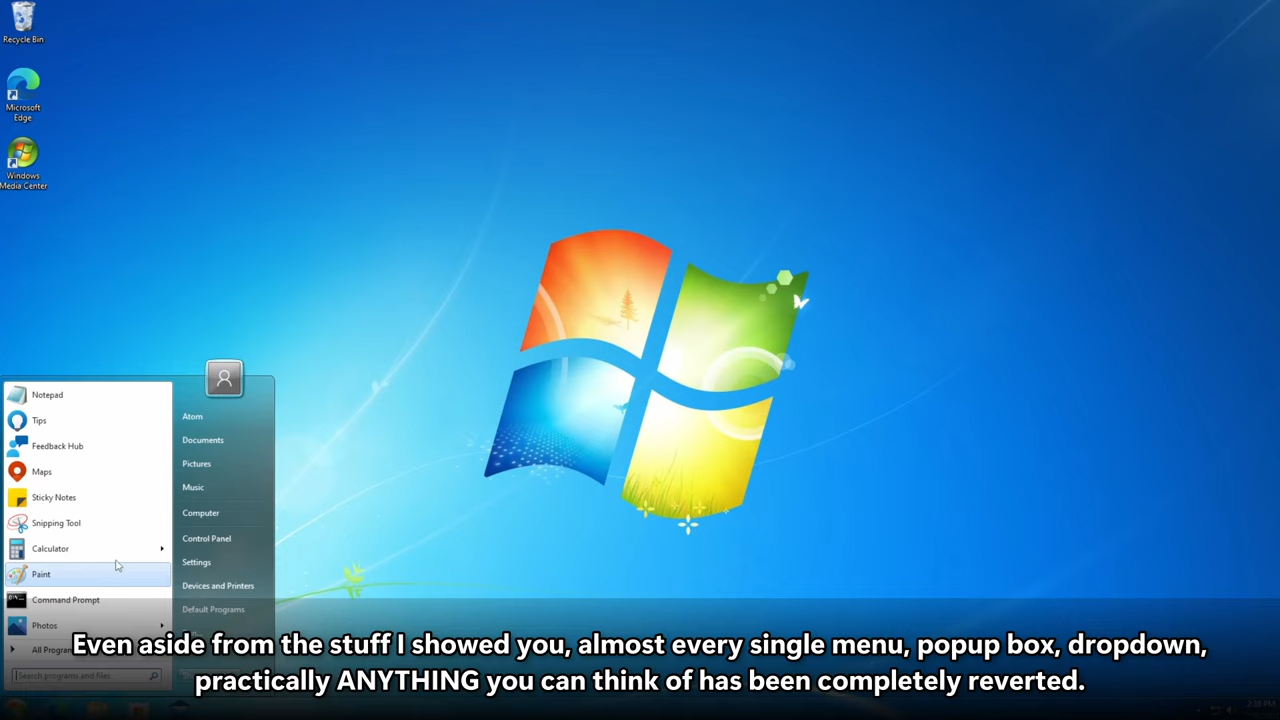 Recycle Bin
Microsoft
Edge
Windows
Media Center
Notepad
Tips
Feedback Hub
Maps
Sticky Notes
Snipping Tool
Calculator
Paint
Command Prompt
Photos
All Progra
Search programs and files
Atom
Documents
Pictures
Music
Computer
Control Panel
Settings
Devices and Printers
Default Programs
Even aside from the stuff I showed you, almost every single menu, popup box, dropdown,
practically ANYTHING you can think of has been completely reverted.